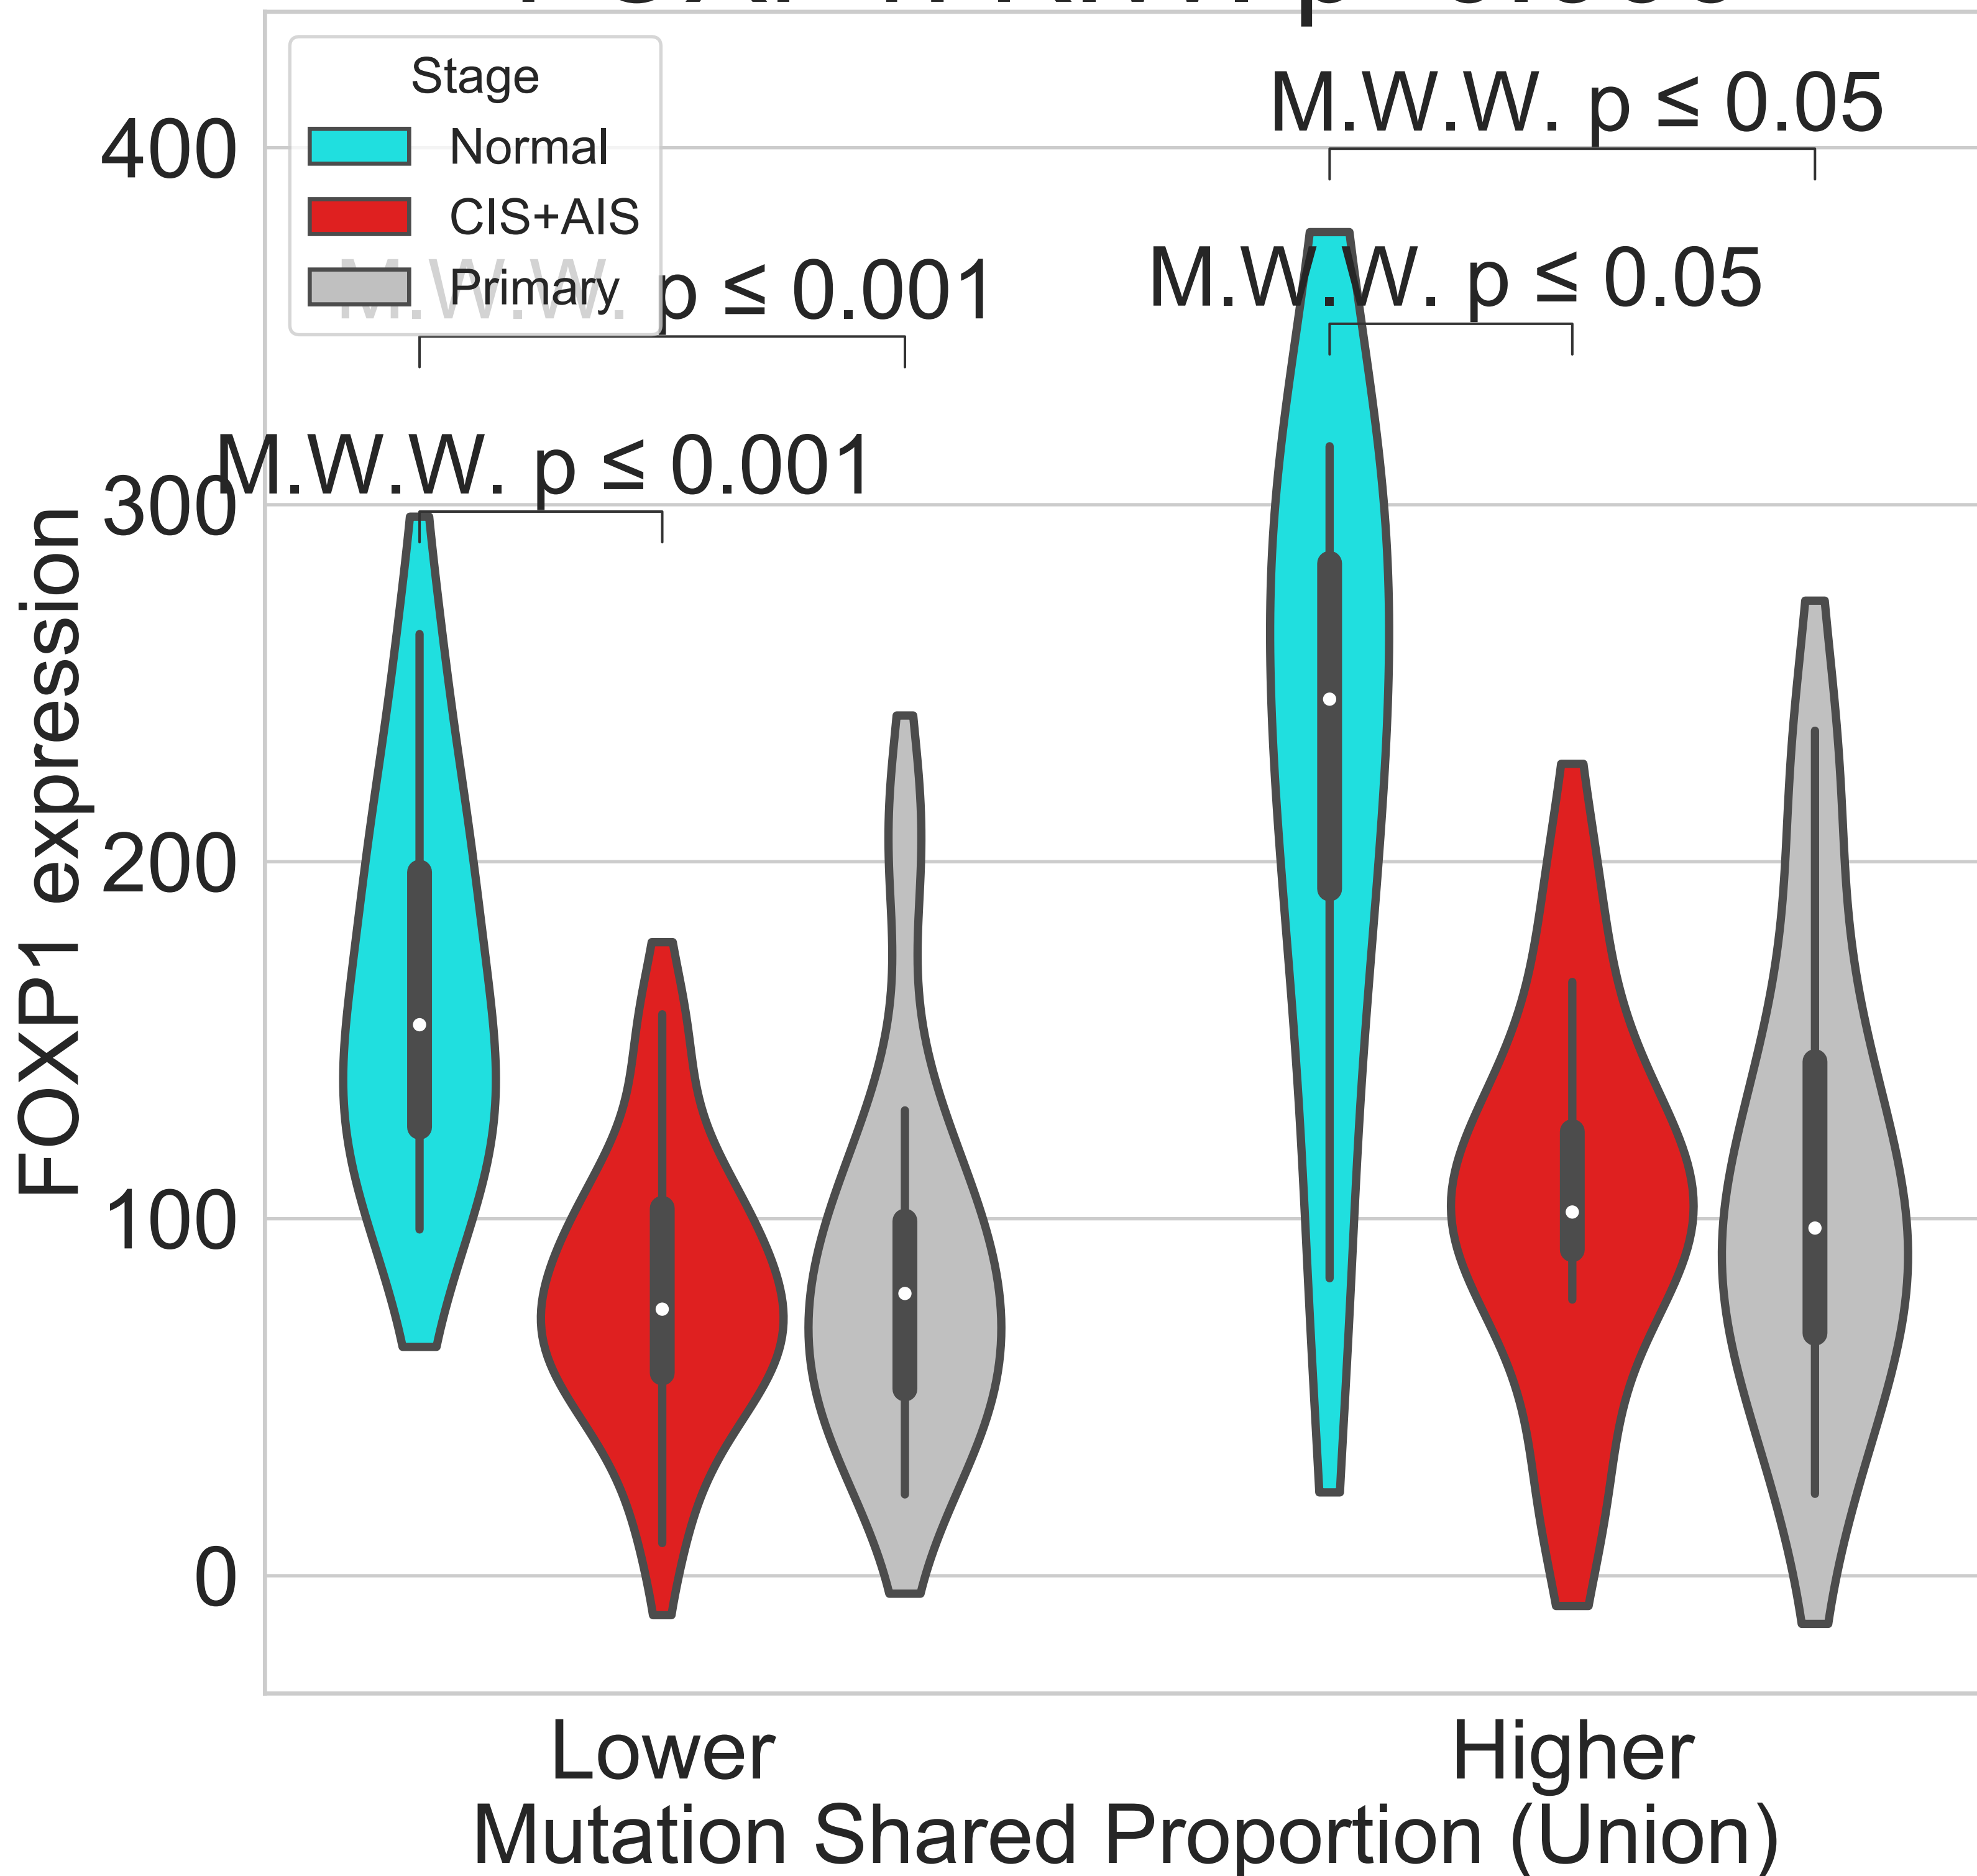 Stage
Normal
CIS+AIS
Primary
M.W.W. p ≤ 0.05
M.W.W. p ≤ 0.05
M.W.W. p ≤ 0.001
M.W.W. p ≤ 0.001
FOXP1 expression
400
300
200
100
0
Lower
Higher
Mutation Shared Proportion (Union)